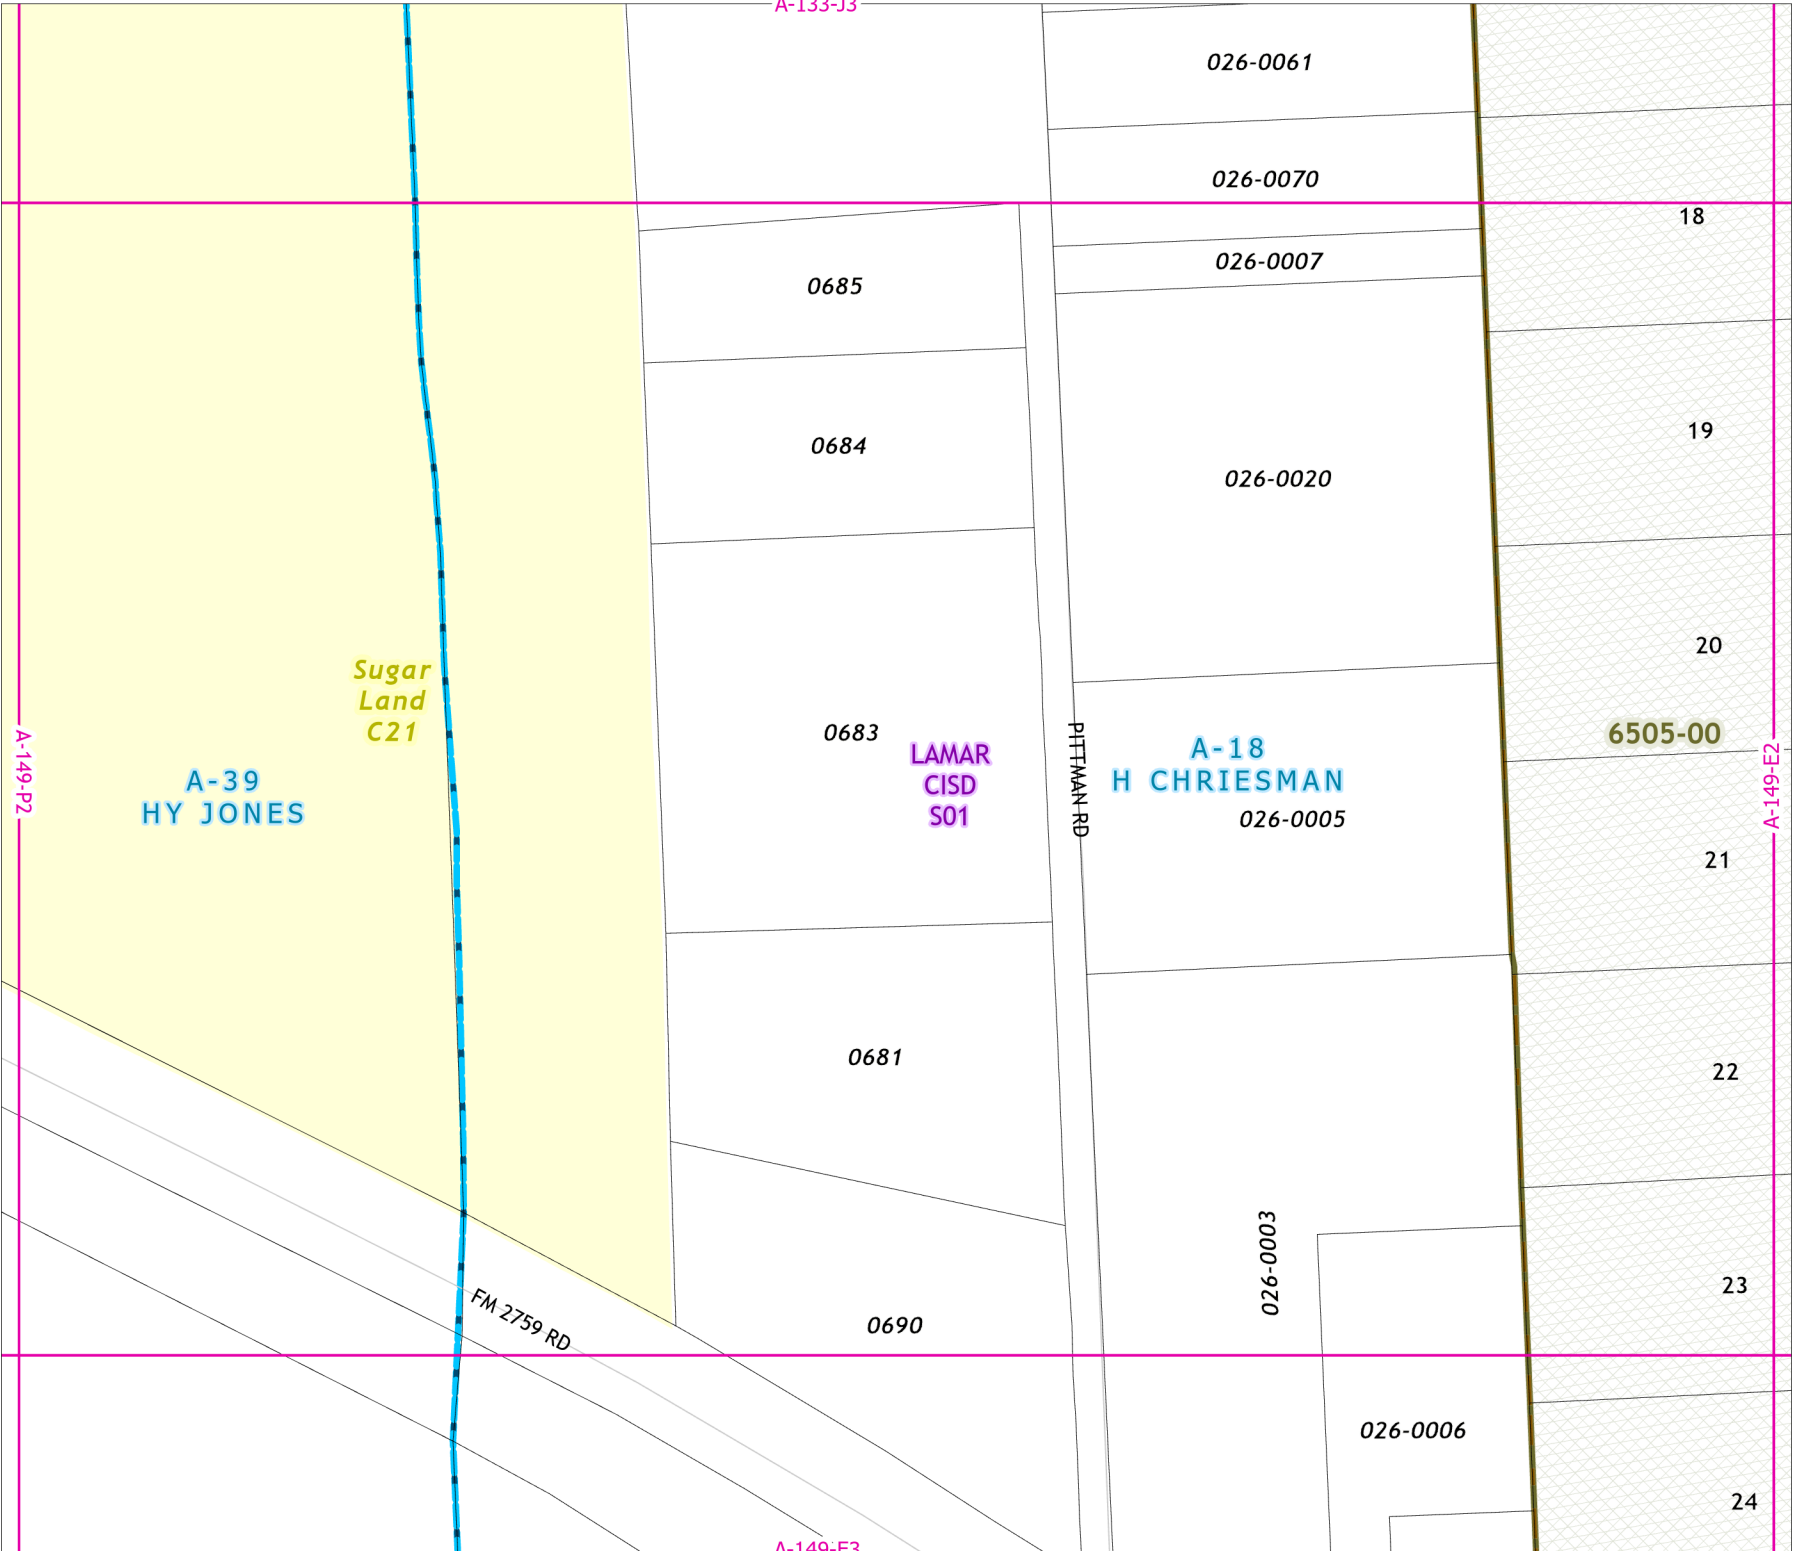 A-133-J3
026-0061
026-0070
18
026-0007
0685
19
0684
026-0020
20
Sugar
Land
C21
0683
6505-00
LAMAR
CISD
S01
PITTMAN RD
A-18
H CHRIESMAN
026-0005
A-39
HY JONES
A-149-P2
A-149-E2
21
0681
22
026-0003
23
FM 2759 RD
0690
026-0006
24
A-149-E3